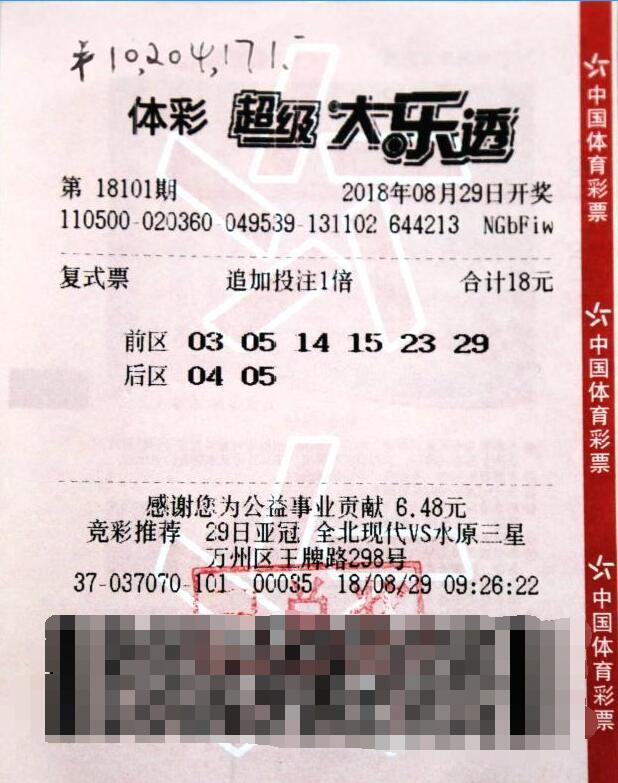 ¥10,204,171.-
体彩 超级大乐透
第 18101期 2018年08月29日开奖
110500-020360-049539-131102 644213 NGbFiw
复式票 追加投注1倍 合计18元
前区 03 05 14 15 23 29
后区 04 05
感谢您为公益事业贡献 6.48元
竞彩推荐 29日亚冠 全北现代VS水原三星
万州区王牌路298号
37-037070-101 00035 18/08/29 09:26:22
中国体育彩票
中国体育彩票
中国体育彩票